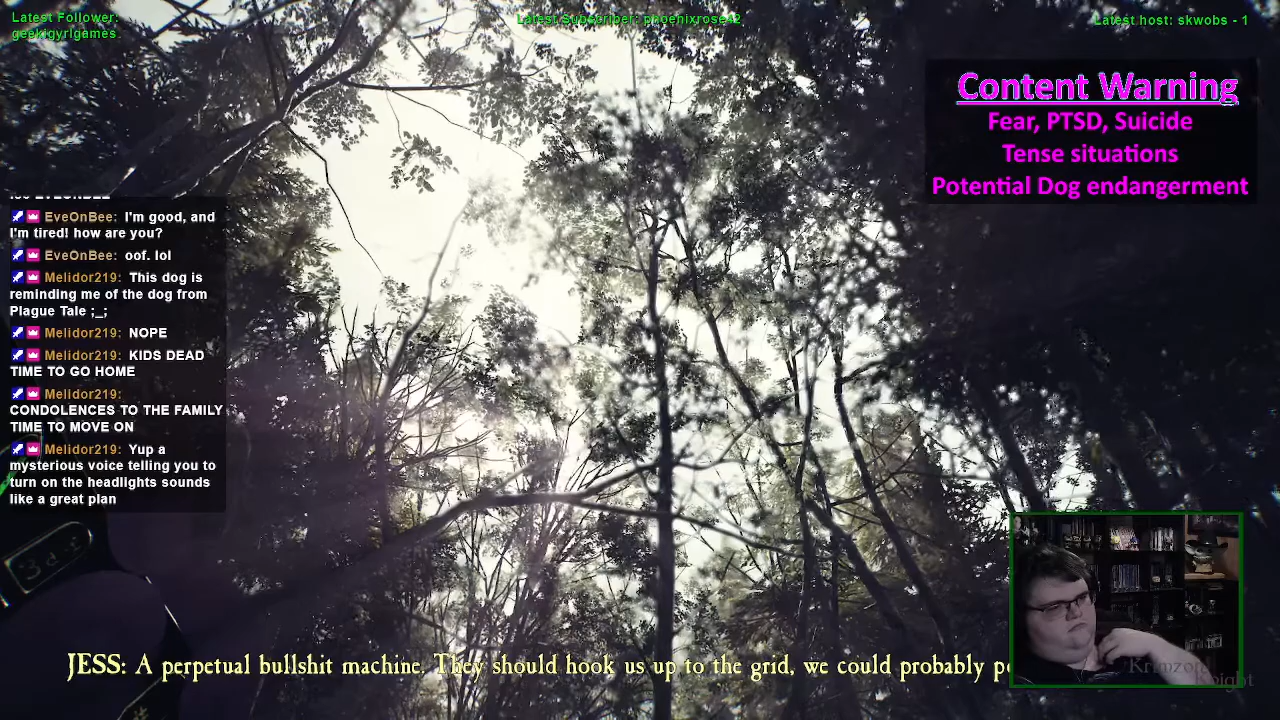 Latest Follower:
geekigyrlgames
Latest Subscriber: phoenixrose42
Latest host: skwobs - 1
Content Warning
Fear, PTSD, Suicide
Tense situations
Potential Dog endangerment
EveOnBee: I'm good, and
I'm tired! how are you?
EveOnBee: oof. lol
Melidor219: This dog is
reminding me of the dog from
Plague Tale ;_;
Melidor219: NOPE
Melidor219: KIDS DEAD
TIME TO GO HOME
Melidor219:
CONDOLENCES TO THE FAMILY
TIME TO MOVE ON
Melidor219: Yup a
mysterious voice telling you to
turn on the headlights sounds
like a great plan
JESS: A perpetual bullshit machine. They should hook us up to the grid, we could probably
Krimzon
Knight